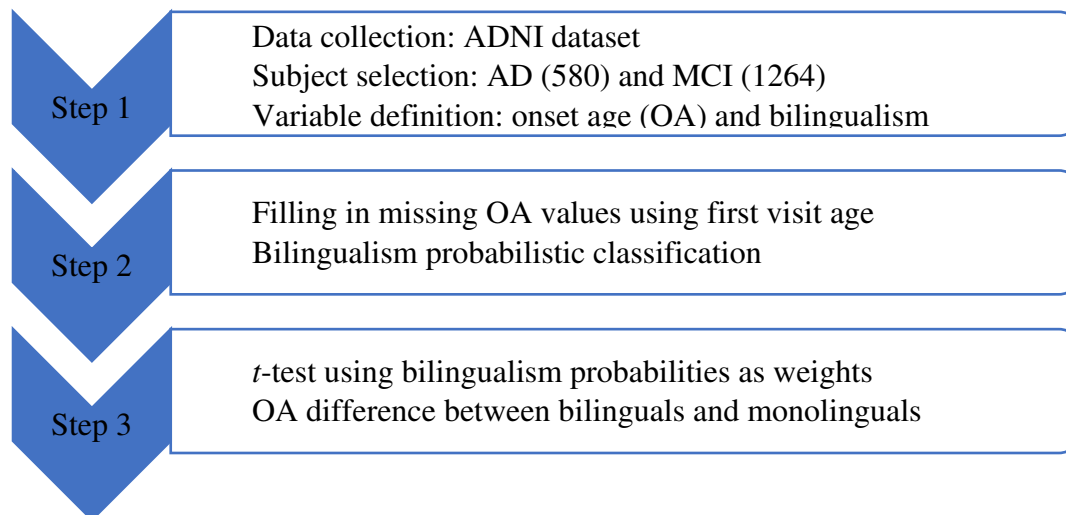 Step 1
Data collection: ADNI dataset
Subject selection: AD (580) and MCI (1264)
Variable definition: onset age (OA) and bilingualism
Step 2
Filling in missing OA values using first visit age
Bilingualism probabilistic classification
Step 3
t-test using bilingualism probabilities as weights
OA difference between bilinguals and monolinguals